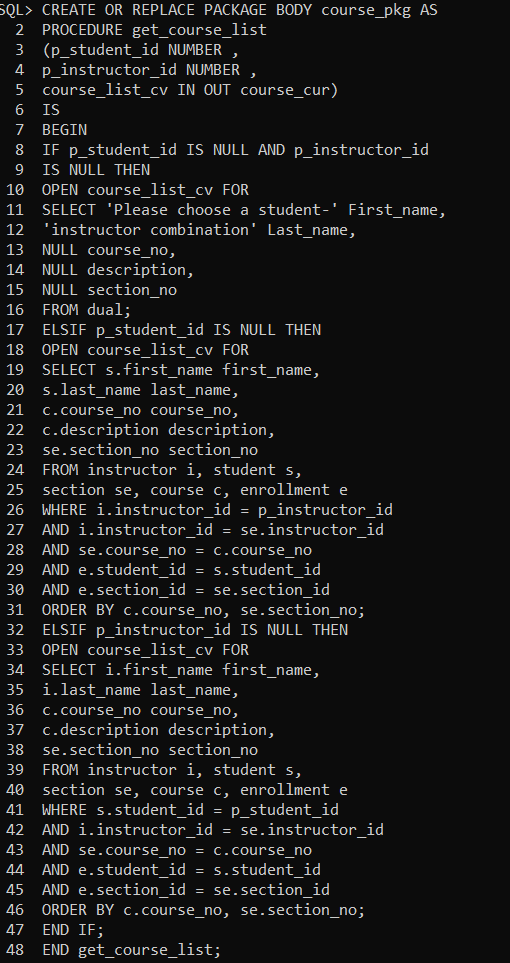 SQL> CREATE OR REPLACE PACKAGE BODY course_pkg AS
2 PROCEDURE get_course_list
3 (p_student_id NUMBER ,
4 p_instructor_id NUMBER ,
5 course_list_cv IN OUT course_cur)
6 IS
7 BEGIN
8 IF p_student_id IS NULL AND p_instructor_id
9 IS NULL THEN
10 OPEN course_list_cv FOR
11 SELECT 'Please choose a student-' First_name,
12 'instructor combination' Last_name,
13 NULL course_no,
14 NULL description,
15 NULL section_no
16 FROM dual;
17 ELSIF p_student_id IS NULL THEN
18 OPEN course_list_cv FOR
19 SELECT s.first_name first_name,
20 s.last_name last_name,
21 c.course_no course_no,
22 c.description description,
23 se.section_no section_no
24 FROM instructor i, student s,
25 section se, course c, enrollment e
26 WHERE i.instructor_id = p_instructor_id
27 AND i.instructor_id = se.instructor_id
28 AND se.course_no = c.course_no
29 AND e.student_id = s.student_id
30 AND e.section_id = se.section_id
31 ORDER BY c.course_no, se.section_no;
32 ELSIF p_instructor_id IS NULL THEN
33 OPEN course_list_cv FOR
34 SELECT i.first_name first_name,
35 i.last_name last_name,
36 c.course_no course_no,
37 c.description description,
38 se.section_no section_no
39 FROM instructor i, student s,
40 section se, course c, enrollment e
41 WHERE s.student_id = p_student_id
42 AND i.instructor_id = se.instructor_id
43 AND se.course_no = c.course_no
44 AND e.student_id = s.student_id
45 AND e.section_id = se.section_id
46 ORDER BY c.course_no, se.section_no;
47 END IF;
48 END get_course_list;